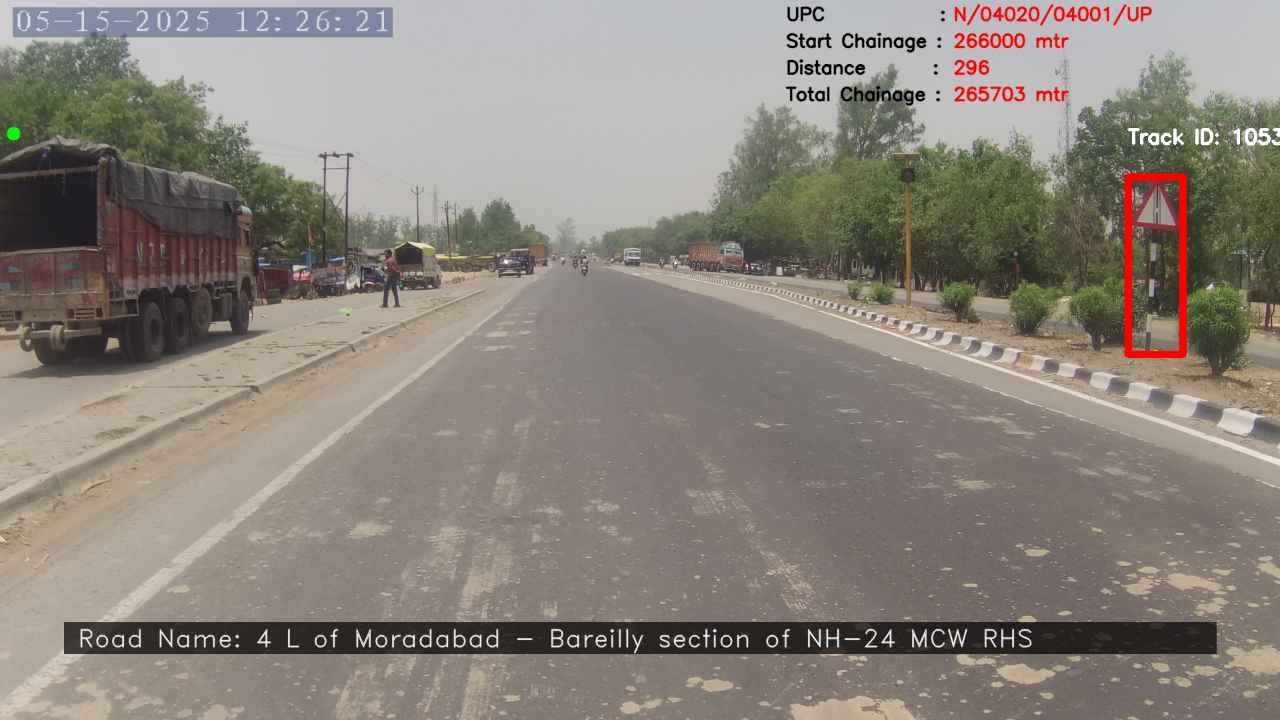 05-15-2025 12:26:21
UPC : N/04020/04001/UP
Start Chainage : 266000 mtr
Distance : 296
Total Chainage : 265703 mtr
Track ID: 1053
Road Name: 4 L of Moradabad - Bareilly section of NH-24 MCW RHS